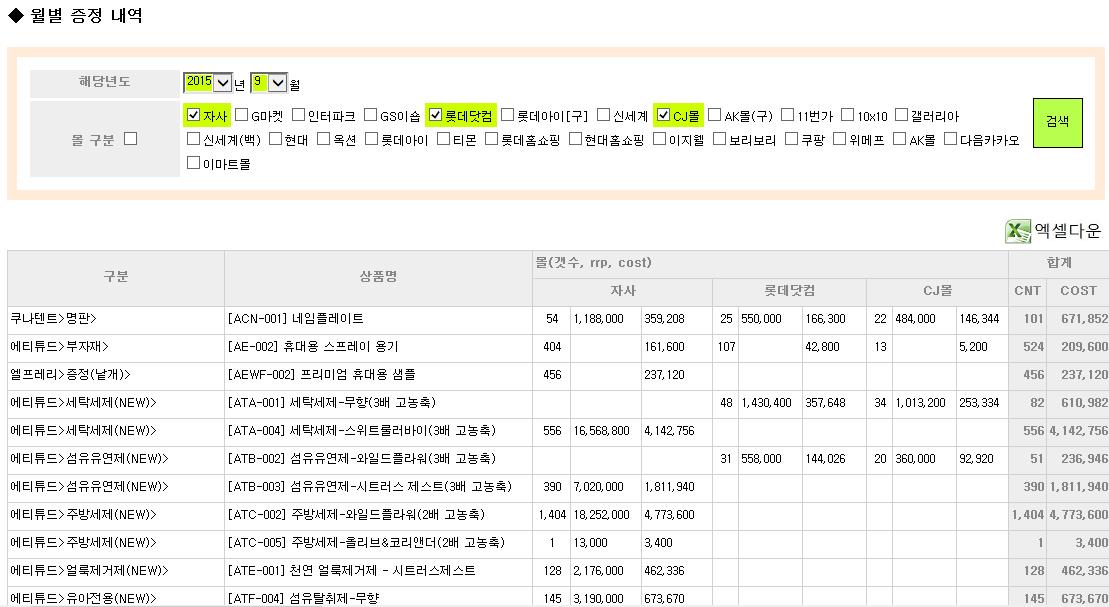 ◆ 월별 증정 내역
해당년도 2015 년 9 월
몰 구분 자사 G마켓 인터파크 GS이숍 롯데닷컴 롯데아이[구] 신세계 CJ몰 AK몰(구) 11번가 10x10 갤러리아
신세계(백) 현대 옥션 롯데아이 티몬 롯데홈쇼핑 현대홈쇼핑 이지웰 보리보리 쿠팡 위메프 AK몰 다음카카오
이마트몰
검색
엑셀다운
구분 상품명 몰(갯수, rrp, cost) 합계
자사 롯데닷컴 CJ몰 CNT COST
쿠나텐트>명판> [ACN-001] 네임플레이트 54 1,188,000 359,208 25 550,000 166,300 22 484,000 146,344 101 671,852
에티튜드>부자재> [AE-002] 휴대용 스프레이 용기 404 161,600 107 42,800 13 5,200 524 209,600
엘프레리>증정(낱개)> [AEWF-002] 프리미엄 휴대용 샘플 456 237,120 456 237,120
에티튜드>세탁세제(NEW)> [ATA-001] 세탁세제-무향(3배 고농축) 48 1,430,400 357,648 34 1,013,200 253,334 82 610,982
에티튜드>세탁세제(NEW)> [ATA-004] 세탁세제-스위트룰러바이(3배 고농축) 556 16,568,800 4,142,756 556 4,142,756
에티튜드>섬유유연제(NEW)> [ATB-002] 섬유유연제-와일드플라워(3배 고농축) 31 558,000 144,026 20 360,000 92,920 51 236,946
에티튜드>섬유유연제(NEW)> [ATB-003] 섬유유연제-시트러스 제스트(3배 고농축) 390 7,020,000 1,811,940 390 1,811,940
에티튜드>주방세제(NEW)> [ATC-002] 주방세제-와일드플라워(2배 고농축) 1,404 18,252,000 4,773,600 1,404 4,773,600
에티튜드>주방세제(NEW)> [ATC-005] 주방세제-올리브&코리앤더(2배 고농축) 1 13,000 3,400 1 3,400
에티튜드>얼룩제거제(NEW)> [ATE-001] 천연 얼룩제거제 - 시트러스제스트 128 2,176,000 462,336 128 462,336
에티튜드>유아전용(NEW)> [ATF-004] 섬유탈취제-무향 145 3,190,000 673,670 145 673,670